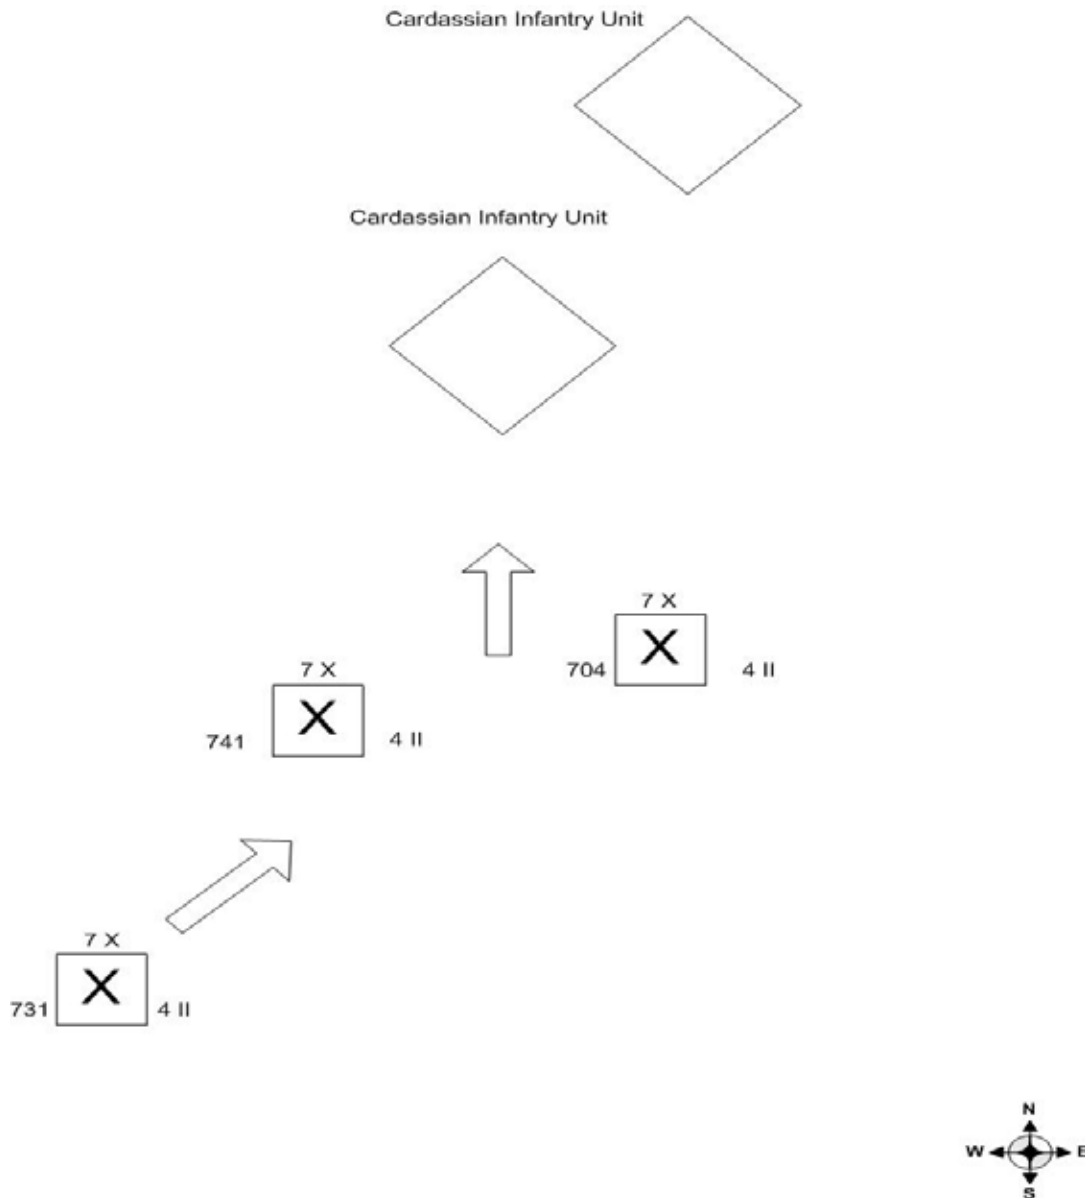 Cardassian Infantry Unit
Cardassian Infantry Unit
7 X
704 X 4 II
7 X
741 X 4 II
7 X
731 X 4 II
N
W E
S